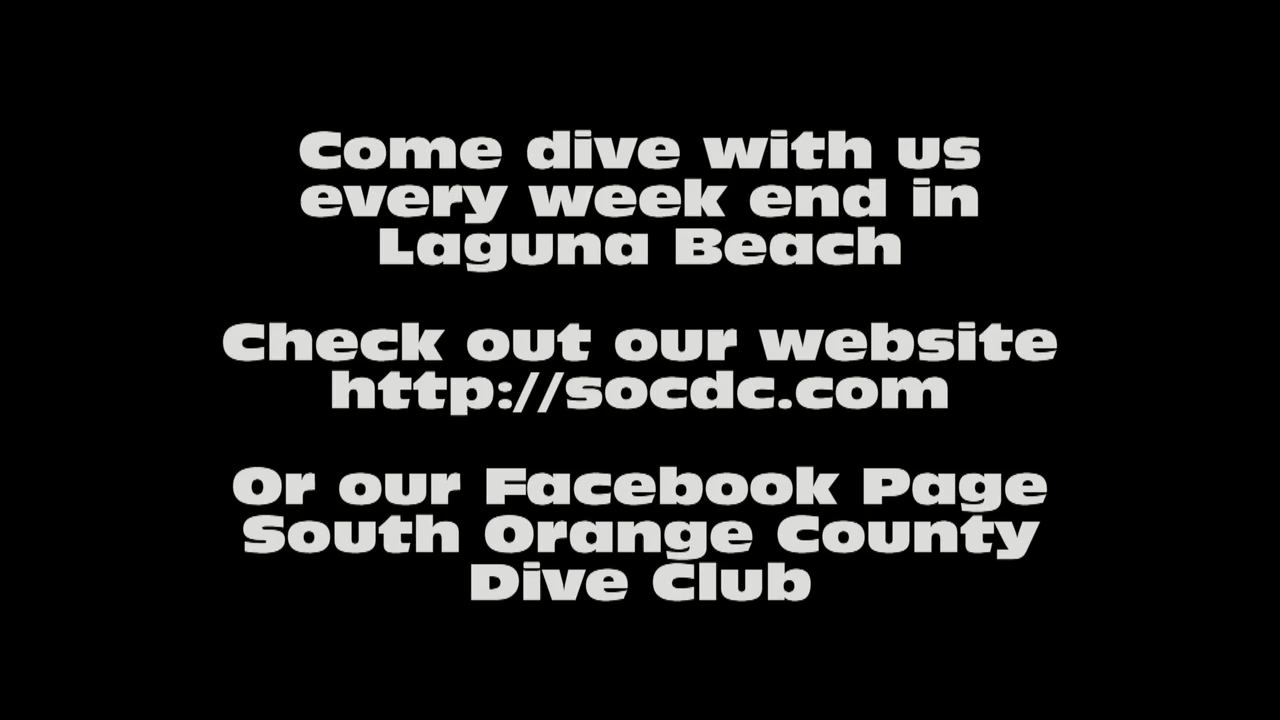 Come dive with us
every week end in
Laguna Beach
Check out our website
http://socdc.com
Or our Facebook Page
South Orange County
Dive Club